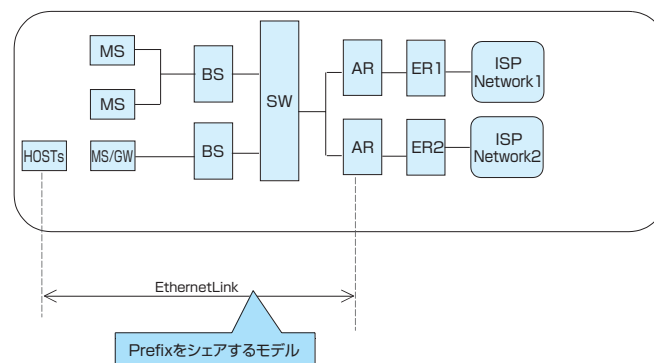 MS
MS
BS
SW
AR
ER1
ISP
Network1
HOSTs
MS/GW
BS
AR
ER2
ISP
Network2
EthernetLink
Prefixをシェアするモデル